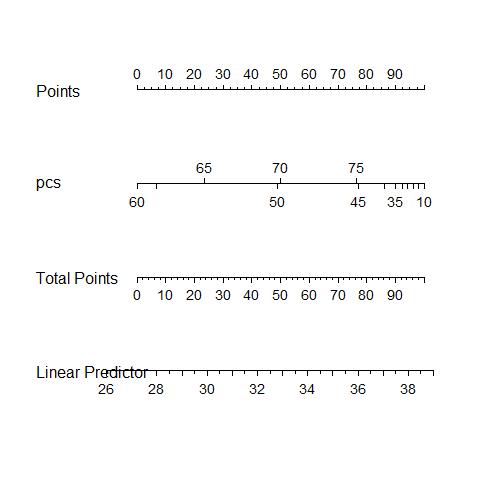 0 10 20 30 40 50 60 70 80 90
Points
65 70 75
pcs
60 50 45 35 10
Total Points
0 10 20 30 40 50 60 70 80 90
Linear Predictor
26 28 30 32 34 36 38